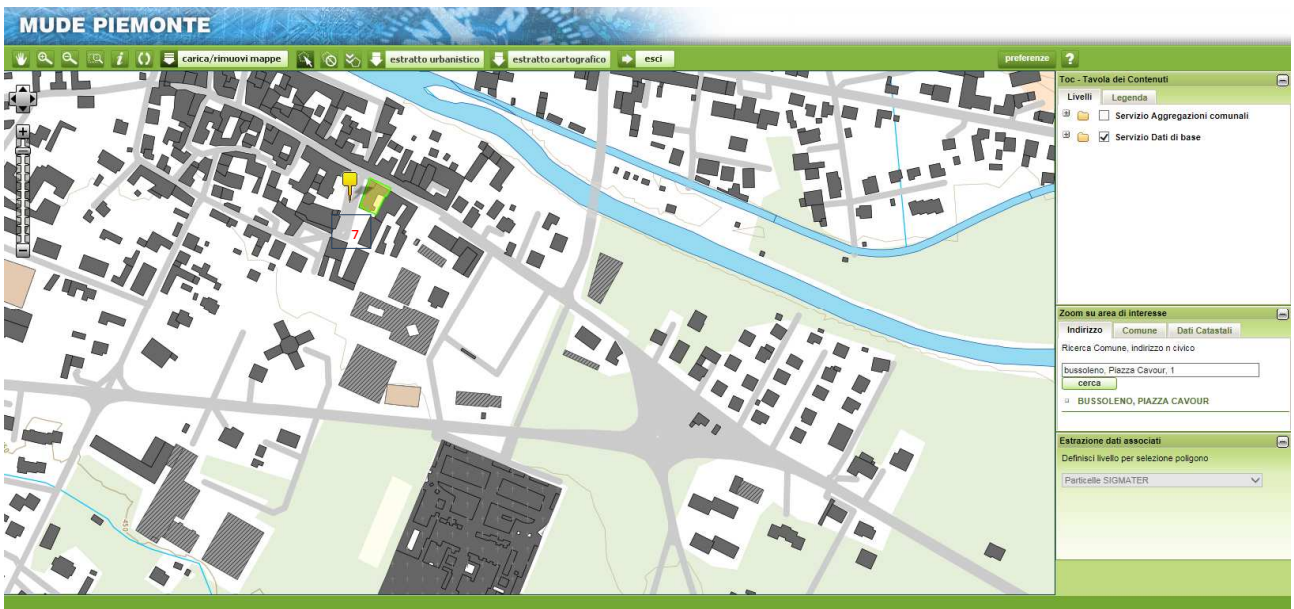 MUDE PIEMONTE
carica/rimuovi mappe estratto urbanistico estratto cartografico esci preferenze ?
Toc - Tavola dei Contenuti
Livelli Legenda
Servizio Aggregazioni comunali
Servizio Dati di base
7
Zoom su area di interesse
Indirizzo Comune Dati Catastali
Ricerca Comune, indirizzo n civico
bussoleno, Piazza Cavour, 1
cerca
BUSSOLENO, PIAZZA CAVOUR
Estrazione dati associati
Definisci livello per selezione poligono
Particelle SIGMATER
450